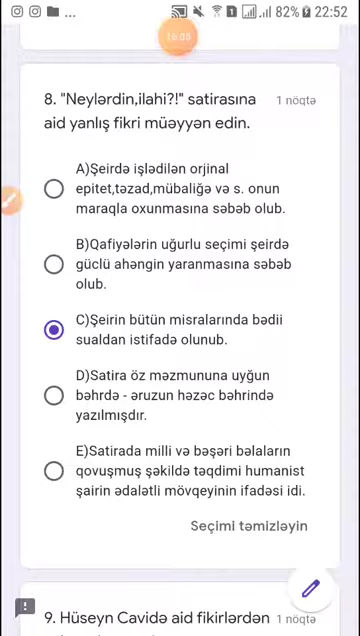 82% 22:52
8. "Neylərdin,ilahi?!" satirasına 1 nöqtə
aid yanlış fikri müəyyən edin.
A)Şeirdə işlədilən orjinal
epitet,təzad,mübaliğə və s. onun
maraqla oxunmasına səbəb olub.
B)Qafiyələrin uğurlu seçimi şeirdə
güclü ahəngin yaranmasına səbəb
olub.
C)Şeirin bütün misralarında bədii
sualdan istifadə olunub.
D)Satira öz məzmununa uyğun
bəhrdə - əruzun həzəc bəhrində
yazılmışdır.
E)Satirada milli və bəşəri bəlaların
qovuşmuş şəkildə təqdimi humanist
şairin ədalətli mövqeyinin ifadəsi idi.
Seçimi təmizləyin
9. Hüseyn Cavidə aid fikirlərdən 1 nöqtə